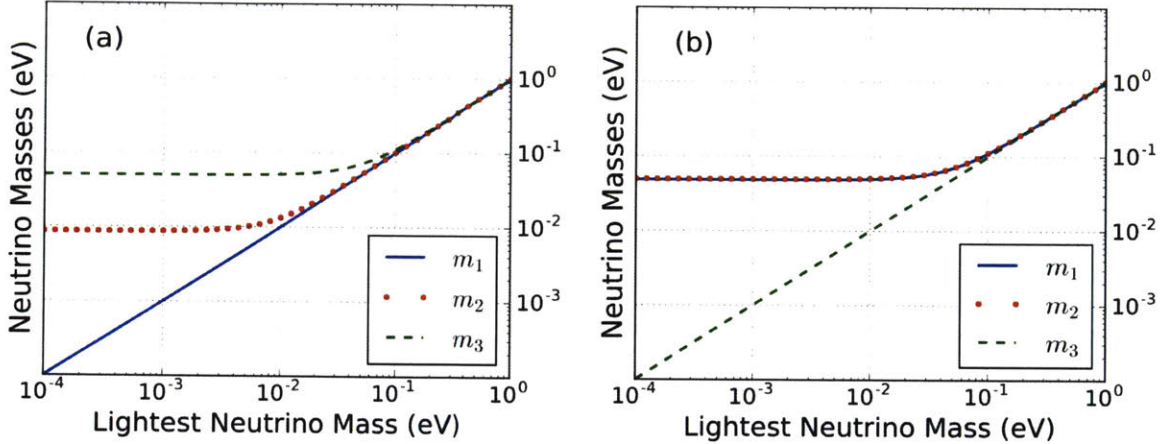 (a)
Neutrino Masses (eV)
10^0
10^-1
10^-2
10^-3
m_1
m_2
m_3
10^-4 10^-3 10^-2 10^-1 10^0
Lightest Neutrino Mass (eV)
(b)
Neutrino Masses (eV)
10^0
10^-1
10^-2
10^-3
m_1
m_2
m_3
10^-4 10^-3 10^-2 10^-1 10^0
Lightest Neutrino Mass (eV)